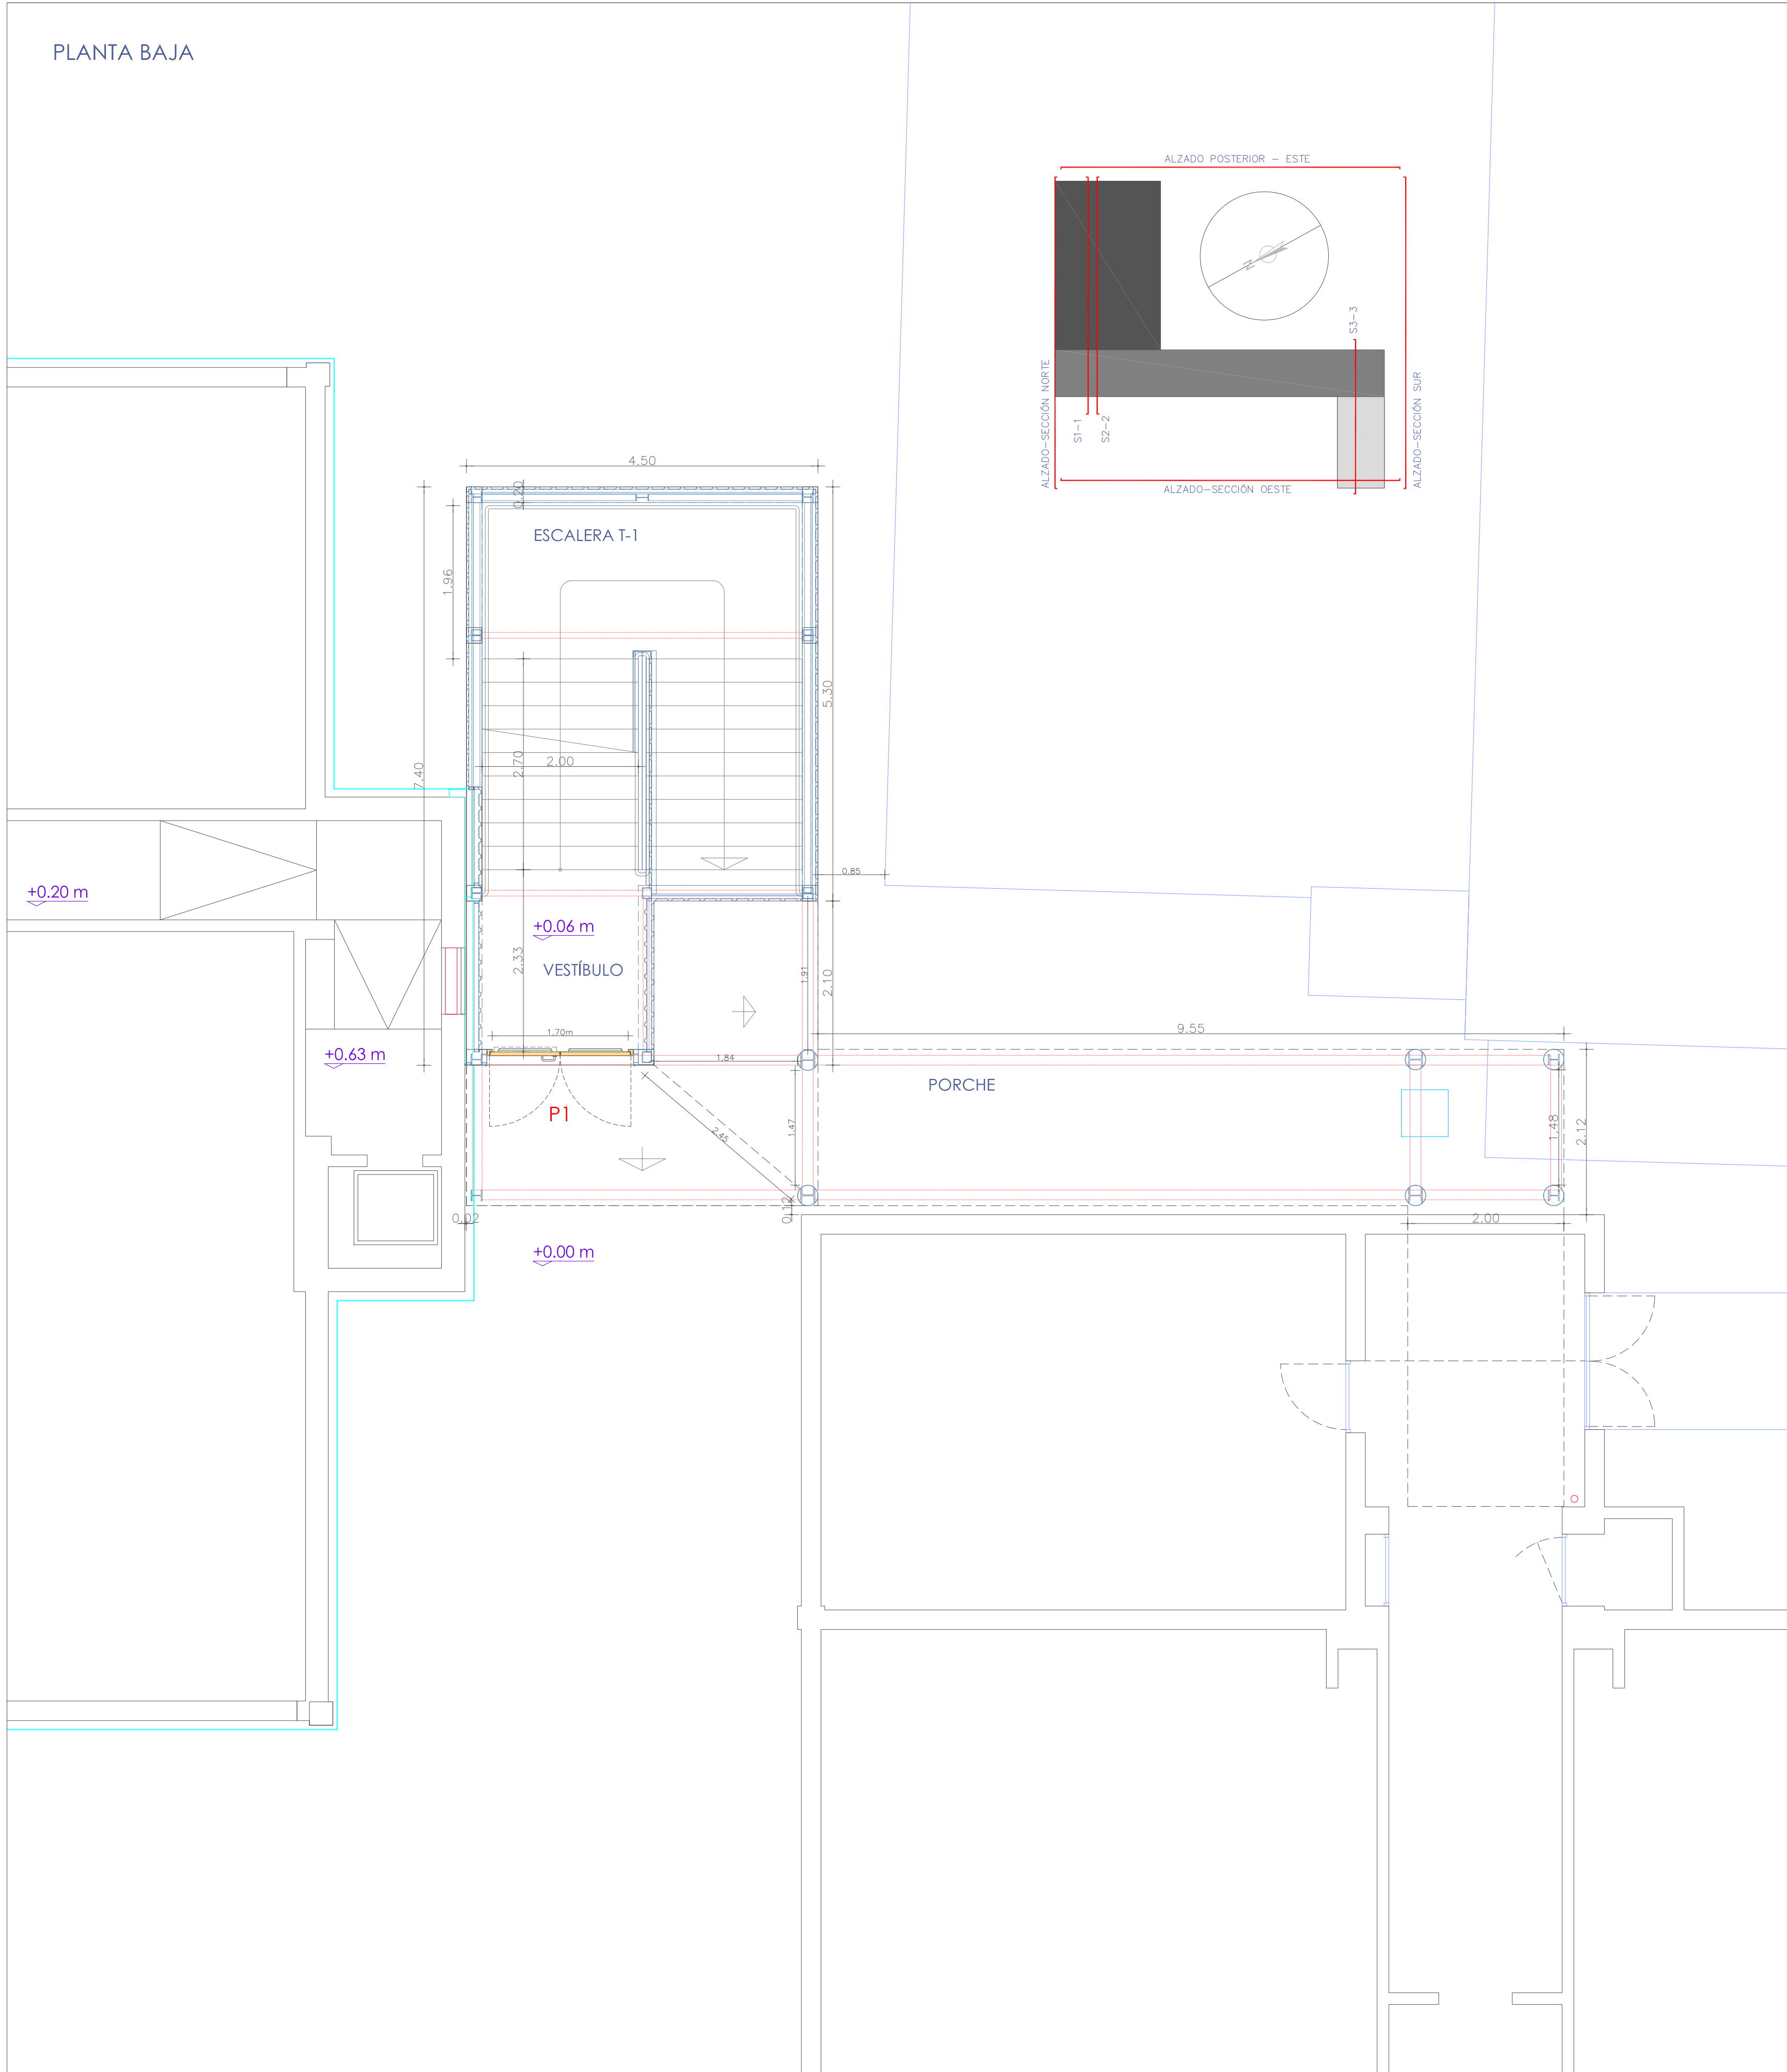 PLANTA BAJA
ALZADO POSTERIOR - ESTE
N
S3-3
ALZADO-SECCIÓN NORTE
S1-1
S2-2
ALZADO-SECCIÓN SUR
ALZADO-SECCIÓN OESTE
4.50
0.20
ESCALERA T-1
1.96
5.30
2.70
2.00
7.40
0.85
+0.20 m
+0.06 m
2.33
VESTÍBULO
1.91
2.10
1.70m
9.55
+0.63 m
1.84
PORCHE
P1
2.45
1.47
1.48
2.12
0.12
0.02
2.00
+0.00 m